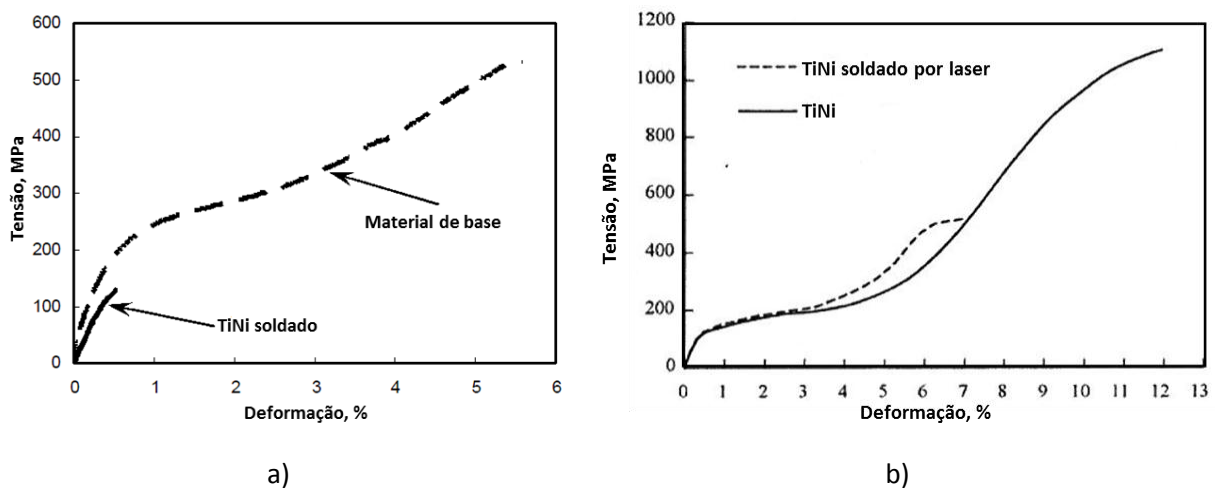 600
500
400
300
200
100
0
Tensão, MPa
Material de base
TiNi soldado
0 1 2 3 4 5 6
Deformação, %
a)
1200
1000
800
600
400
200
0
Tensão, MPa
TiNi soldado por laser
TiNi
0 1 2 3 4 5 6 7 8 9 10 11 12 13
Deformação, %
b)